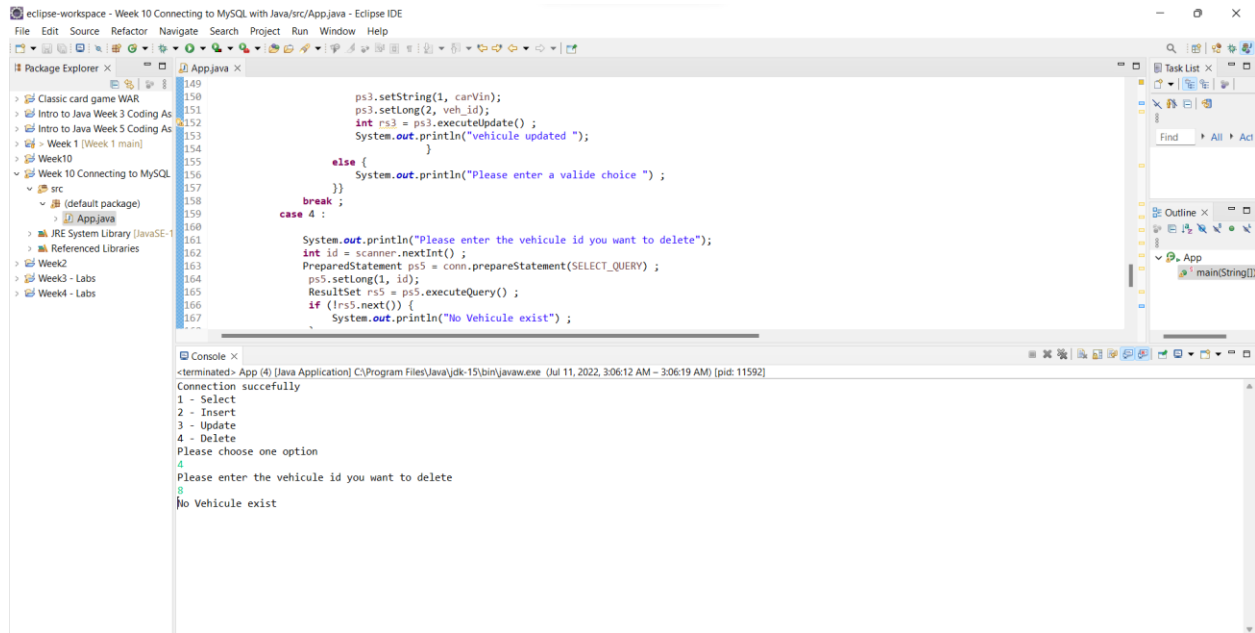 eclipse-workspace - Week 10 Connecting to MySQL with Java/src/App.java - Eclipse IDE
File Edit Source Refactor Navigate Search Project Run Window Help
Package Explorer
Classic card game WAR
Intro to Java Week 3 Coding As
Intro to Java Week 5 Coding As
> Week 1 [Week 1 main]
Week10
Week 10 Connecting to MySQL
src
(default package)
App.java
JRE System Library [JavaSE-1
Referenced Libraries
Week2
Week3 - Labs
Week4 - Labs
App.java
149
150 ps3.setString(1, carVin);
151 ps3.setLong(2, veh_id);
152 int rs3 = ps3.executeUpdate() ;
153 System.out.println("vehicule updated ");
154 }
155 else {
156 System.out.println("Please enter a valide choice ") ;
157 }}
158 break ;
159 case 4 :
160
161 System.out.println("Please enter the vehicule id you want to delete");
162 int id = scanner.nextInt() ;
163 PreparedStatement ps5 = conn.prepareStatement(SELECT_QUERY) ;
164 ps5.setLong(1, id);
165 ResultSet rs5 = ps5.executeQuery() ;
166 if (!rs5.next()) {
167 System.out.println("No Vehicule exist") ;
Task List
Find All Act
Outline
App
main(String[])
Console
<terminated> App (4) [Java Application] C:\Program Files\Java\jdk-15\bin\javaw.exe (Jul 11, 2022, 3:06:12 AM – 3:06:19 AM) [pid: 11592]
Connection succefully
1 - Select
2 - Insert
3 - Update
4 - Delete
Please choose one option
4
Please enter the vehicule id you want to delete
8
No Vehicule exist